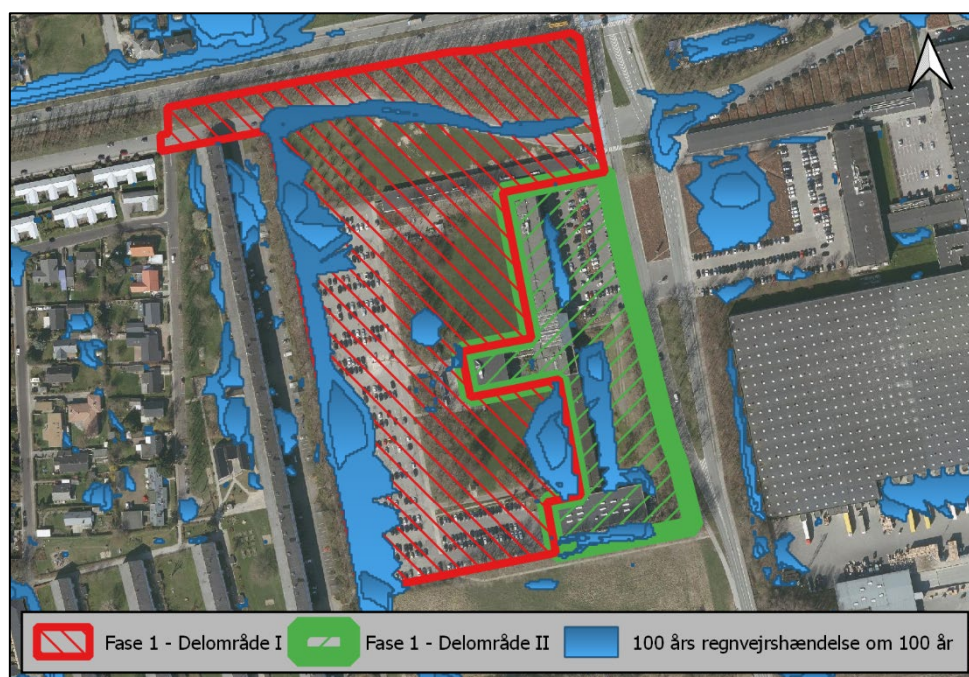 Fase 1 - Delområde I
Fase 1 - Delområde II
100 års regnvejrshændelse om 100 år